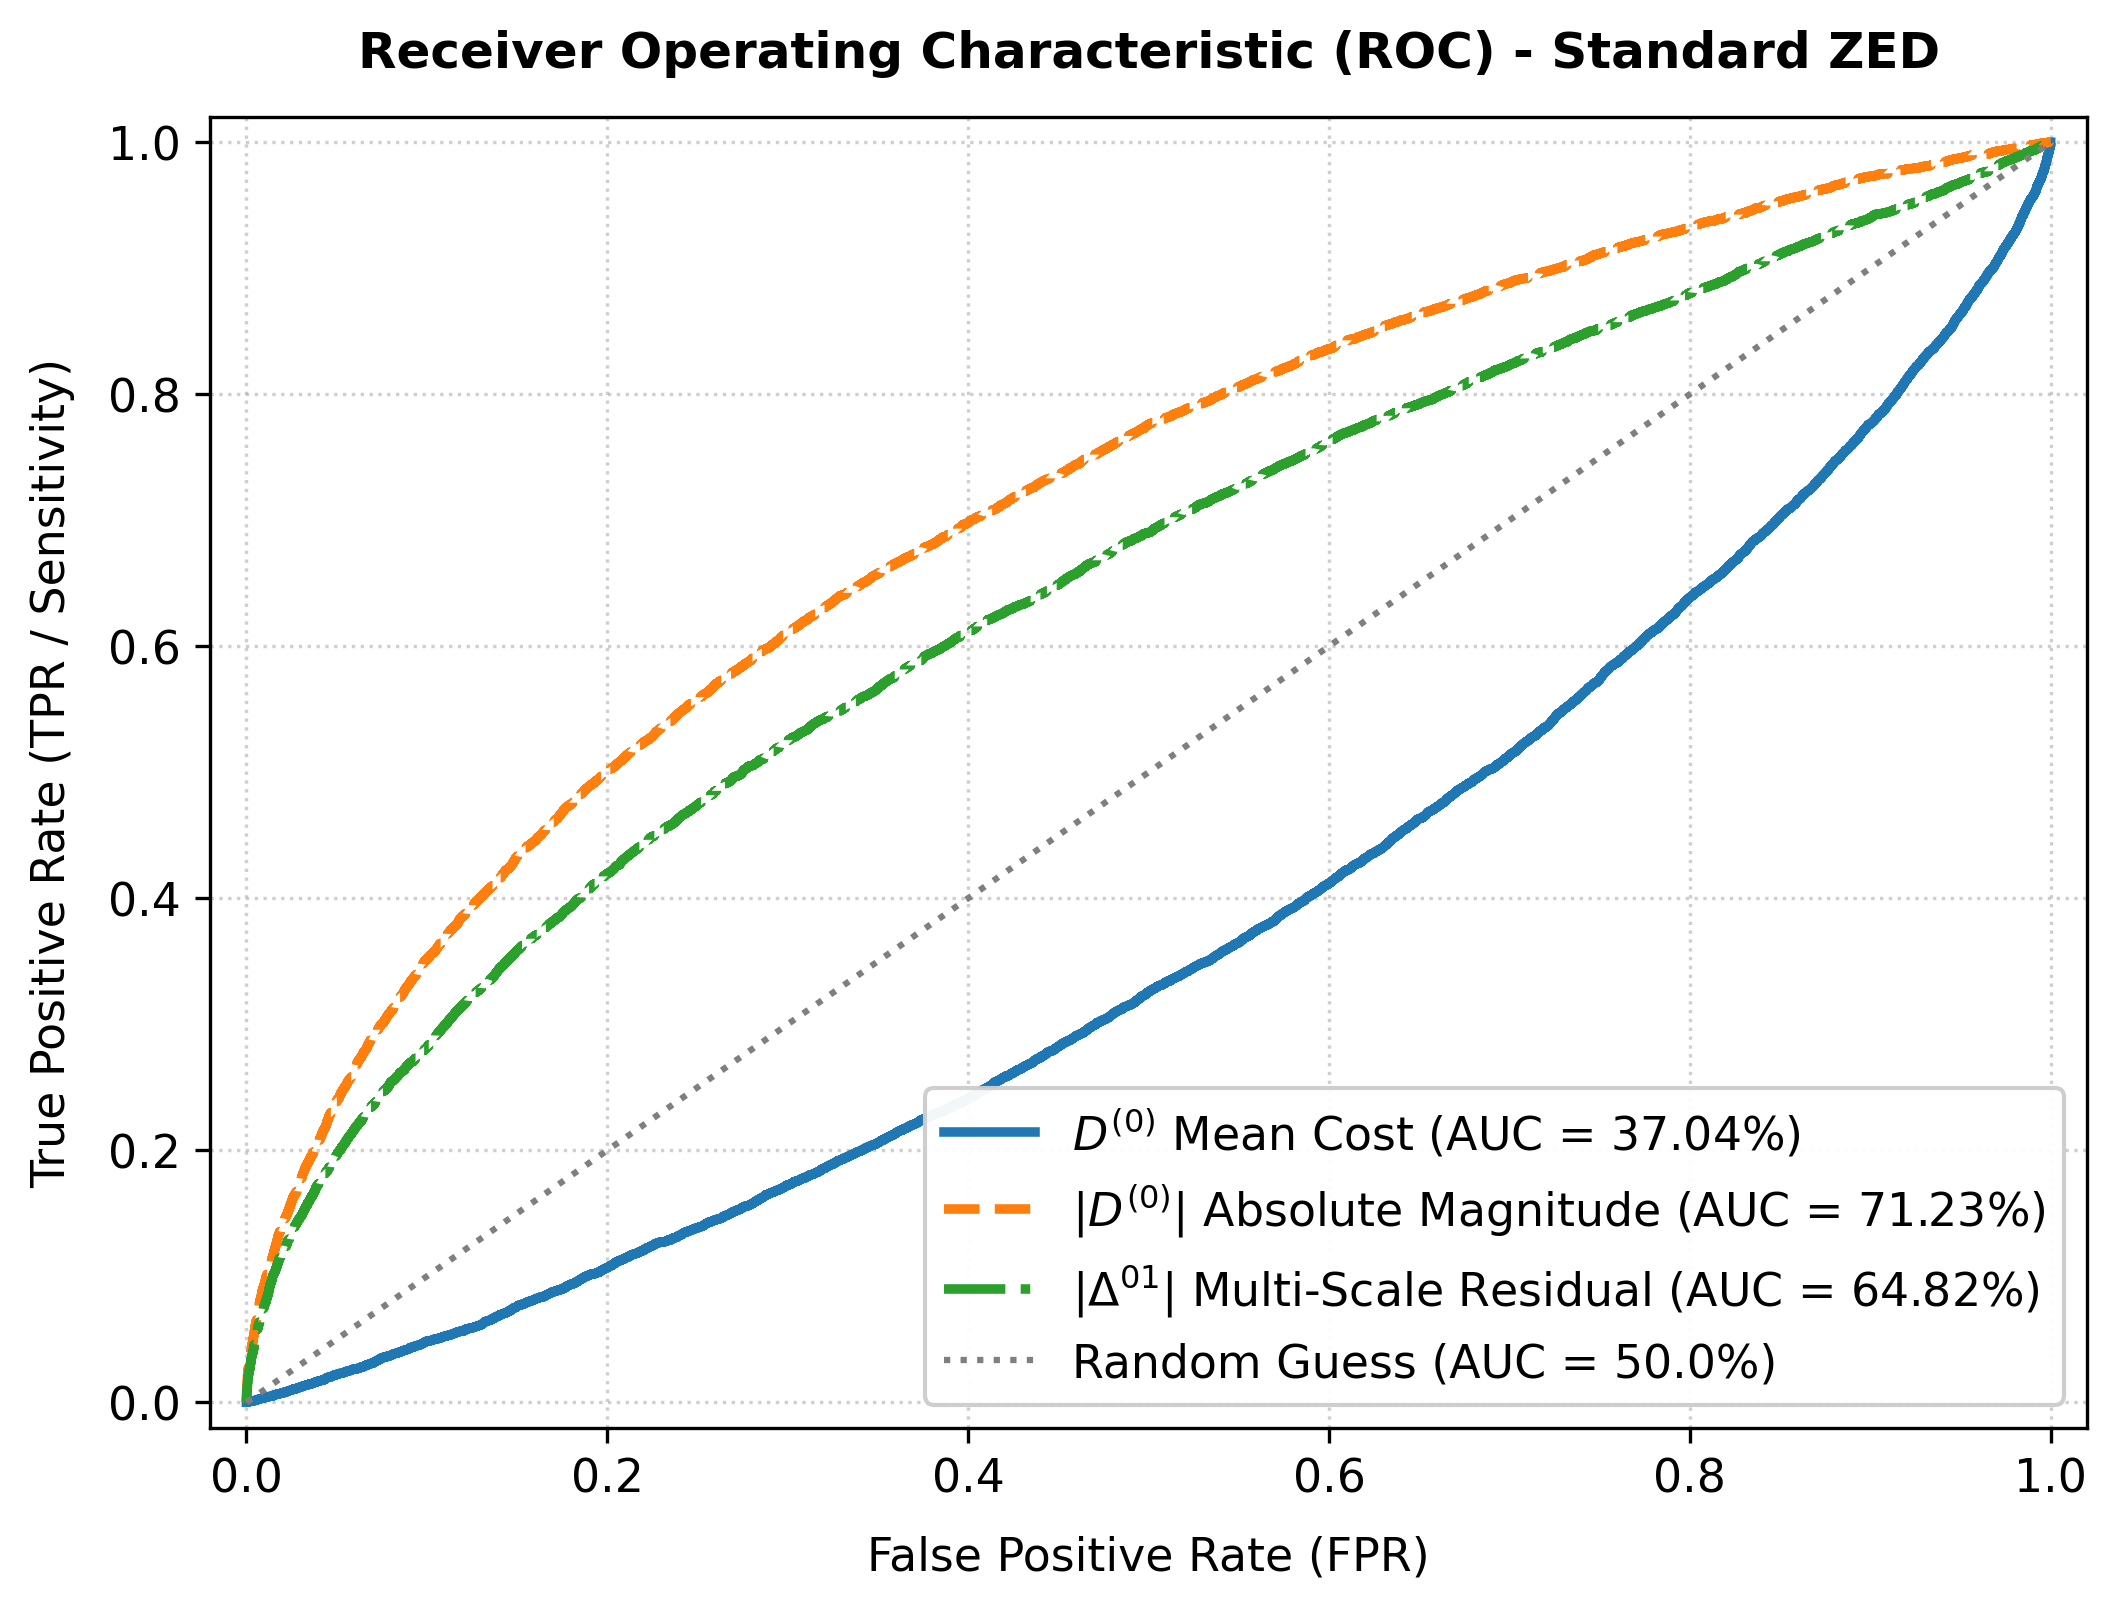 Receiver Operating Characteristic (ROC) - Standard ZED
True Positive Rate (TPR / Sensitivity)
1.0
0.8
0.6
0.4
0.2
0.0
D⁽⁰⁾ Mean Cost (AUC = 37.04%)
|D⁽⁰⁾| Absolute Magnitude (AUC = 71.23%)
|Δ⁰¹| Multi-Scale Residual (AUC = 64.82%)
Random Guess (AUC = 50.0%)
0.0 0.2 0.4 0.6 0.8 1.0
False Positive Rate (FPR)